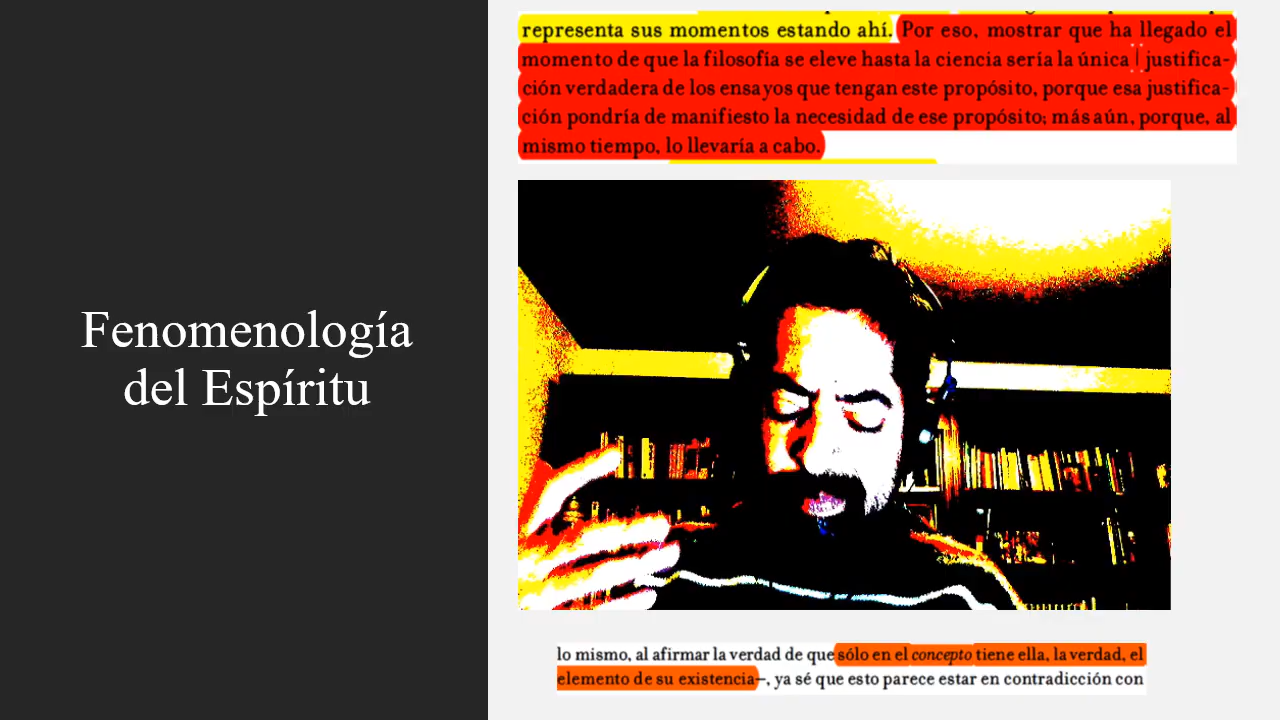 Fenomenología
del Espíritu
representa sus momentos estando ahí. Por eso, mostrar que ha llegado el
momento de que la filosofía se eleve hasta la ciencia sería la única | justifica-
ción verdadera de los ensayos que tengan este propósito, porque esa justifica-
ción pondría de manifiesto la necesidad de ese propósito; más aún, porque, al
mismo tiempo, lo llevaría a cabo.
lo mismo, al afirmar la verdad de que sólo en el concepto tiene ella, la verdad, el
elemento de su existencia—, ya sé que esto parece estar en contradicción con